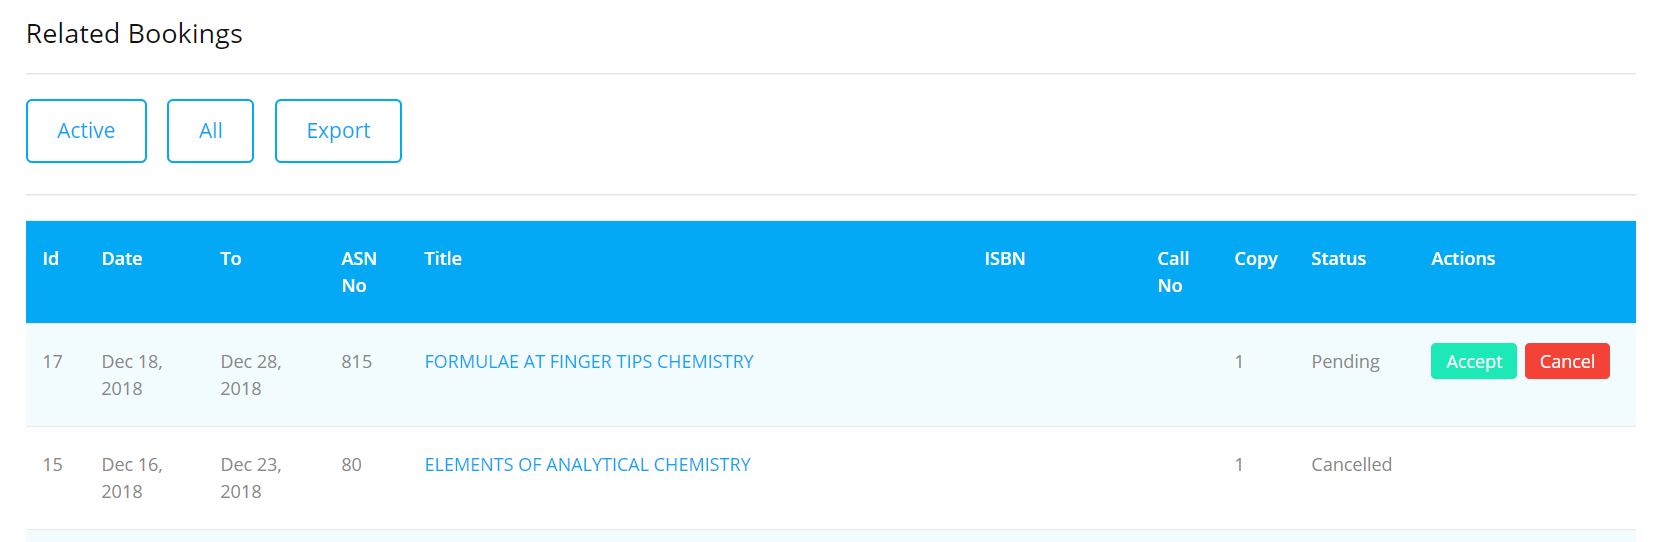 Related Bookings
Active All Export
Id Date To ASN No Title ISBN Call No Copy Status Actions
17 Dec 18, 2018 Dec 28, 2018 815 FORMULAE AT FINGER TIPS CHEMISTRY 1 Pending Accept Cancel
15 Dec 16, 2018 Dec 23, 2018 80 ELEMENTS OF ANALYTICAL CHEMISTRY 1 Cancelled